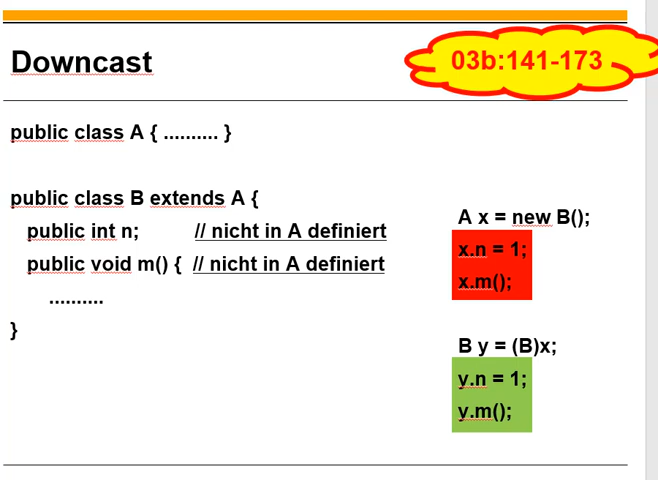 Downcast
03b:141-173
public class A { .......... }
public class B extends A {
public int n; // nicht in A definiert
public void m() { // nicht in A definiert
..........
}
A x = new B();
x.n = 1;
x.m();
B y = (B)x;
y.n = 1;
y.m();